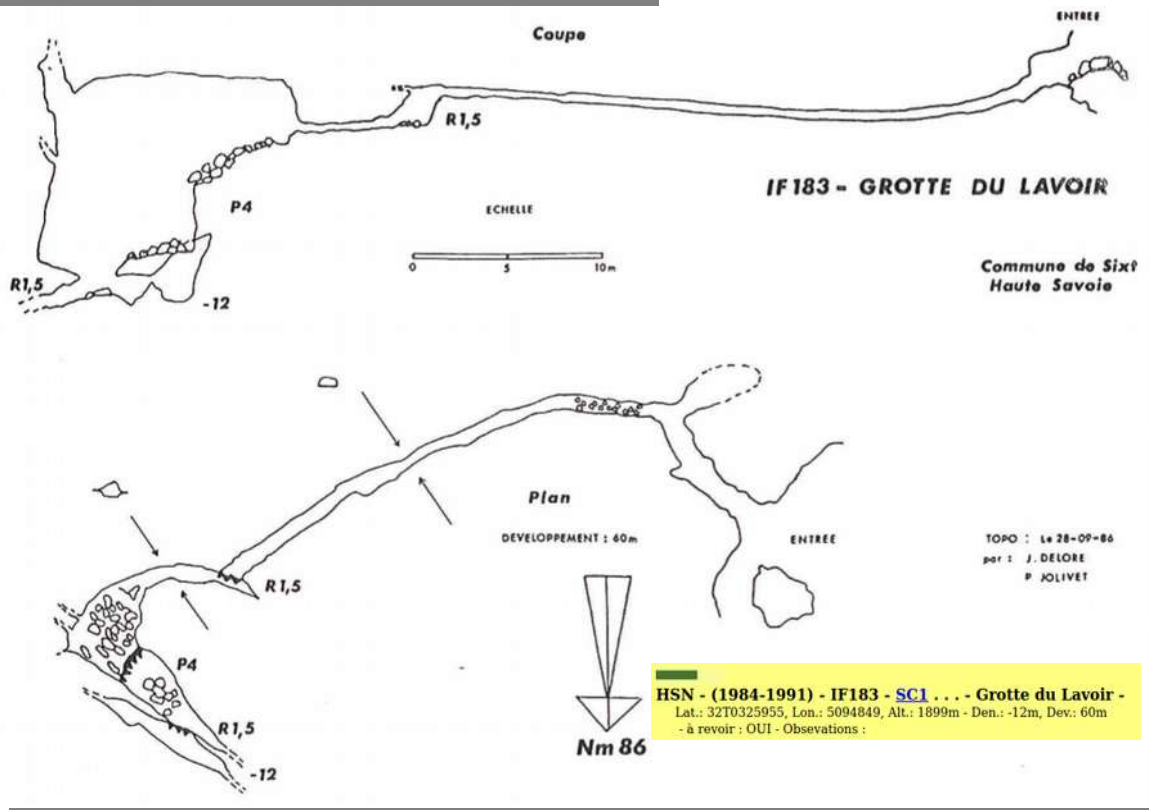 Coupe
ENTREE
R1,5
IF183 - GROTTE DU LAVOIR
P4
ECHELLE
0 5 10m
Commune de Sixt
Haute Savoie
R1,5
-12
Plan
DEVELOPPEMENT : 60m
ENTREE
TOPO : Le 28-09-86
par : J. DELORE
P. JOLIVET
R1,5
P4
R1,5
-12
Nm 86
HSN - (1984-1991) - IF183 - SC1 . . . - Grotte du Lavoir -
Lat.: 32T0325955, Lon.: 5094849, Alt.: 1899m - Den.: -12m, Dev.: 60m
- à revoir : OUI - Obsevations :